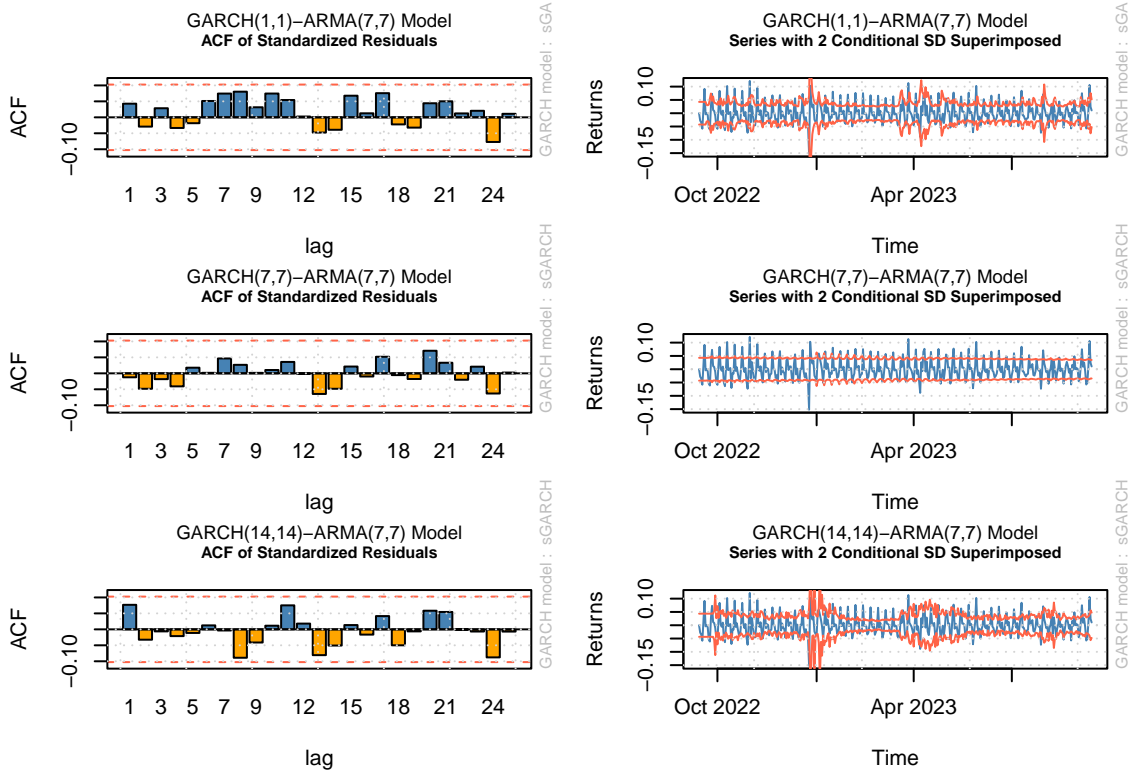 GARCH(1,1)−ARMA(7,7) Model
ACF of Standardized Residuals
ACF
−0.10
1 3 5 7 9 12 15 18 21 24
lag
GARCH model : sGA
GARCH(1,1)−ARMA(7,7) Model
Series with 2 Conditional SD Superimposed
Returns
−0.15 0.10
Oct 2022 Apr 2023
Time
GARCH model : sGA
GARCH(7,7)−ARMA(7,7) Model
ACF of Standardized Residuals
ACF
−0.10
1 3 5 7 9 12 15 18 21 24
lag
GARCH model : sGARCH
GARCH(7,7)−ARMA(7,7) Model
Series with 2 Conditional SD Superimposed
Returns
−0.15 0.10
Oct 2022 Apr 2023
Time
GARCH model : sGARCH
GARCH(14,14)−ARMA(7,7) Model
ACF of Standardized Residuals
ACF
−0.10
1 3 5 7 9 12 15 18 21 24
lag
GARCH model : sGARCH
GARCH(14,14)−ARMA(7,7) Model
Series with 2 Conditional SD Superimposed
Returns
−0.15 0.10
Oct 2022 Apr 2023
Time
GARCH model : sGARCH